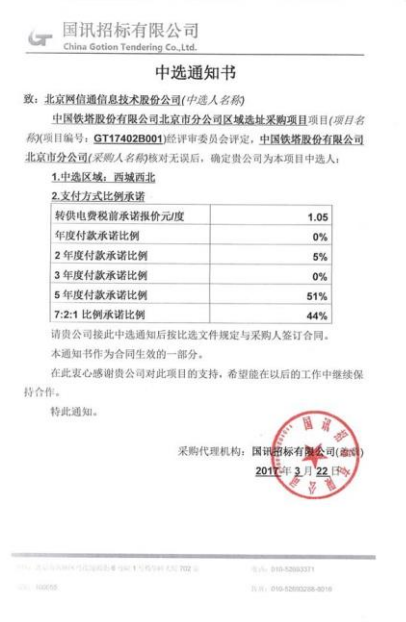 国讯招标有限公司
China Gotion Tendering Co.,Ltd.
中选通知书
致：北京网信通信息技术股份公司(中选人名称)
中国铁塔股份有限公司北京市分公司区域选址采购项目项目(项目名
称)(项目编号：GT17402B001)经评审委员会评定，中国铁塔股份有限公司
北京市分公司(采购人名称)核对无误后，确定贵公司为本项目中选人：
1.中选区域：西城西北
2.支付方式比例承诺
转供电费税前承诺报价元/度 1.05
年度付款承诺比例 0%
2 年度付款承诺比例 5%
3 年度付款承诺比例 0%
5 年度付款承诺比例 51%
7:2:1 比例承诺比例 44%
请贵公司接此中选通知后按比选文件规定与采购人签订合同。
本通知书作为合同生效的一部分。
在此衷心感谢贵公司对此项目的支持，希望能在以后的工作中继续保
持合作。
特此通知。
采购代理机构：国讯招标有限公司(盖章)
2017 年 3 月 22 日
702
010-52693371